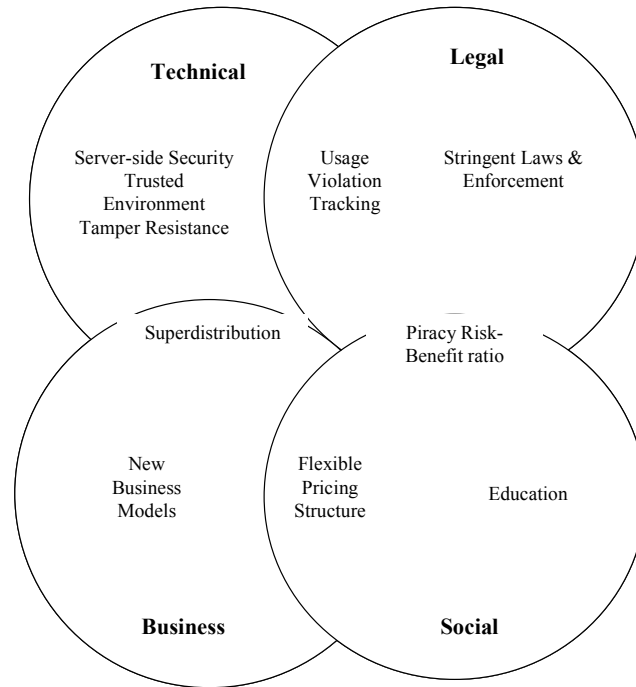 Technical
Legal
Server-side Security
Trusted
Environment
Tamper Resistance
Usage
Violation
Tracking
Stringent Laws &
Enforcement
Superdistribution
Piracy Risk-
Benefit ratio
New
Business
Models
Flexible
Pricing
Structure
Education
Business
Social